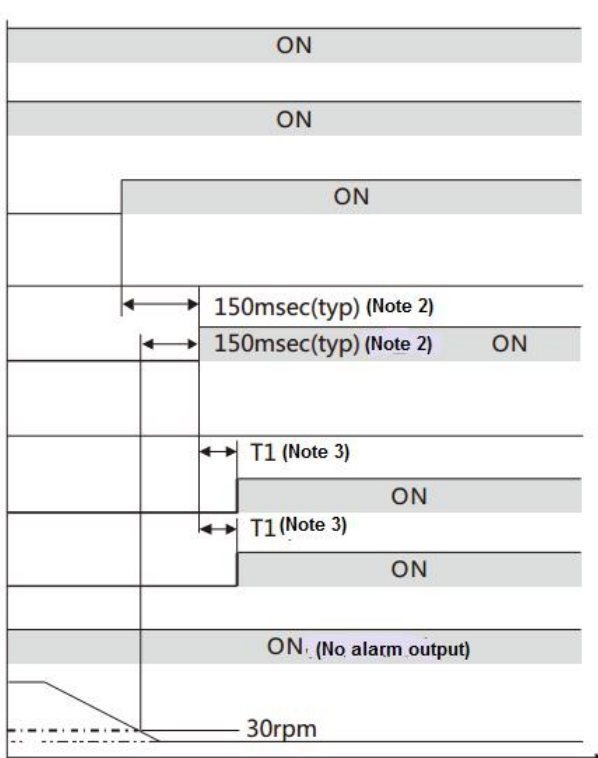 ON
ON
ON
150msec(typ) (Note 2)
150msec(typ) (Note 2) ON
T1 (Note 3)
ON
T1 (Note 3)
ON
ON (No alarm output)
30rpm